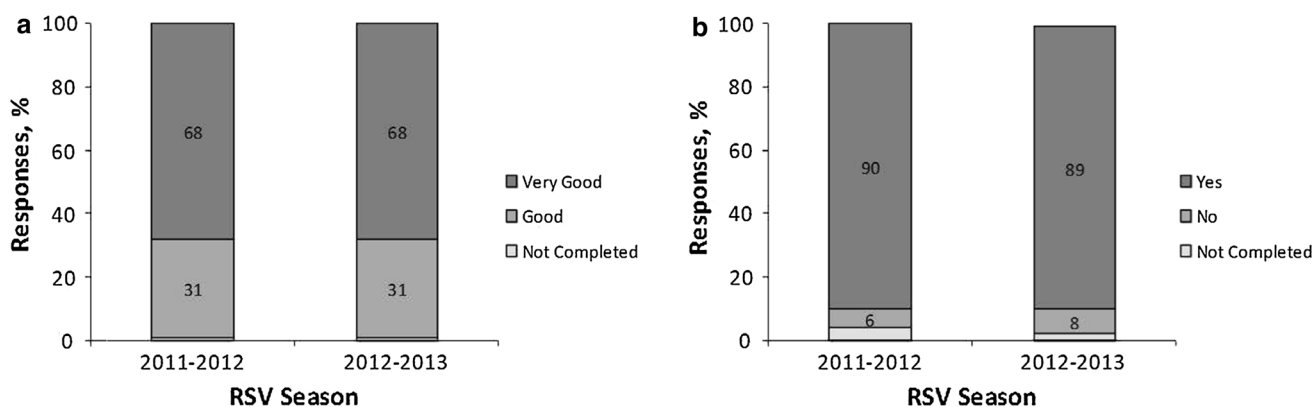 a
Responses, %
100
80
60
40
20
0
68
31
68
31
2011-2012
2012-2013
RSV Season
Very Good
Good
Not Completed
b
Responses, %
100
80
60
40
20
0
90
6
89
8
2011-2012
2012-2013
RSV Season
Yes
No
Not Completed